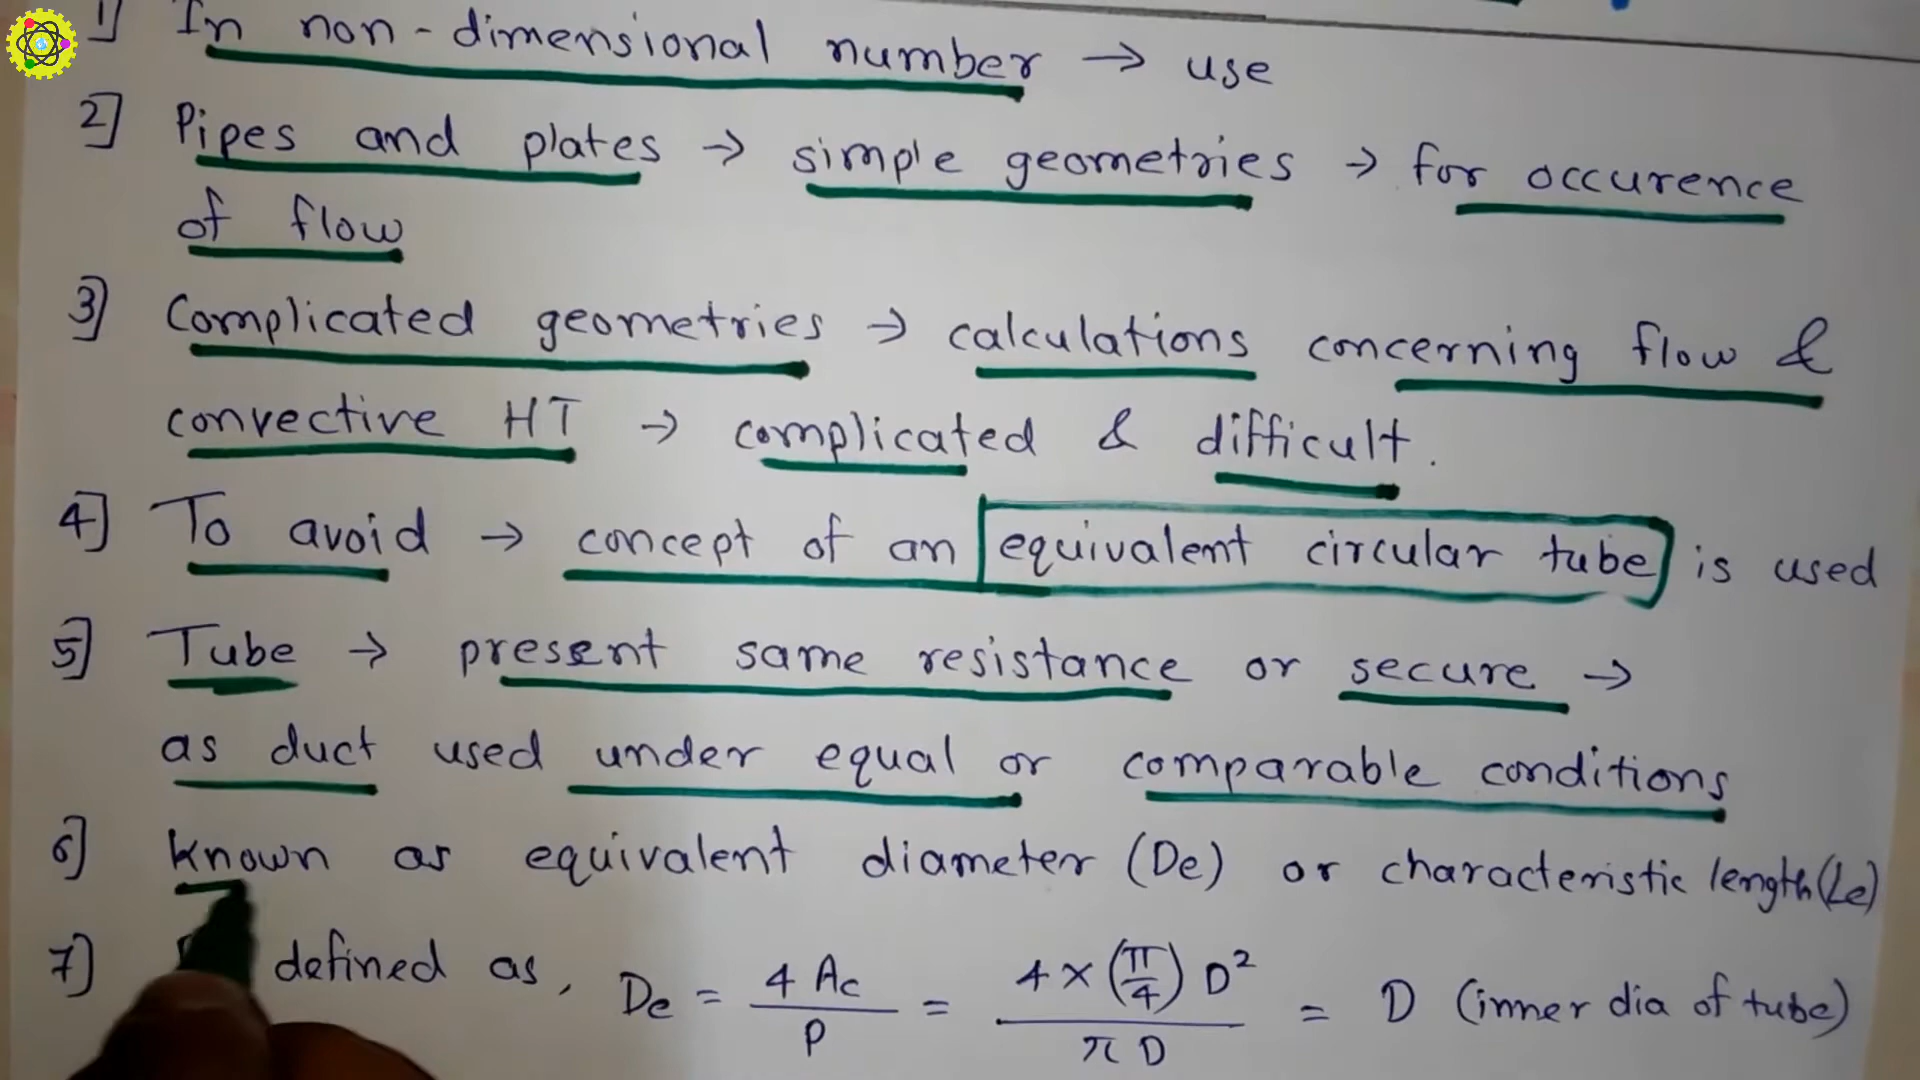 1] In non-dimensional number → use
2] Pipes and plates → simple geometries → for occurence
of flow
3] Complicated geometries → calculations concerning flow &
convective HT → complicated & difficult.
4] To avoid → concept of an equivalent circular tube is used
5] Tube → present same resistance or secure →
as duct used under equal or comparable conditions
6] Known as equivalent diameter (De) or characteristic length (Le)
7] defined as, De = 4 Ac / P = 4 × (π/4) D² / π D = D (inner dia of tube)